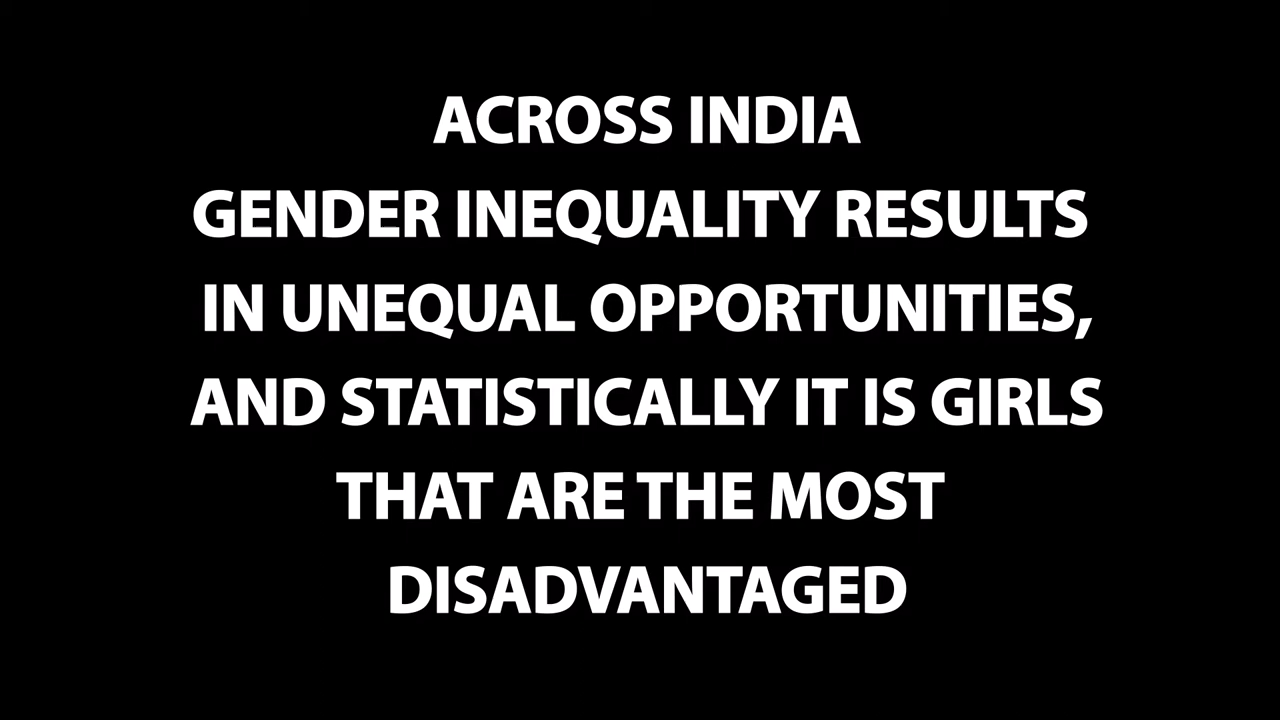 ACROSS INDIA
GENDER INEQUALITY RESULTS
IN UNEQUAL OPPORTUNITIES,
AND STATISTICALLY IT IS GIRLS
THAT ARE THE MOST
DISADVANTAGED